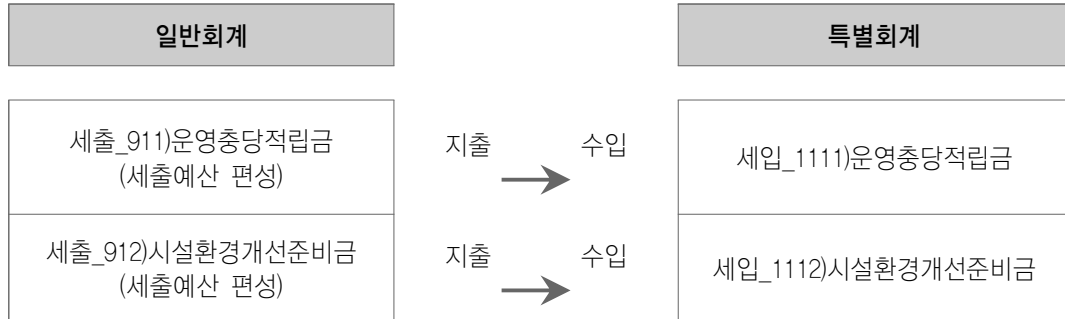 일반회계
특별회계
세출_911)운영충당적립금
(세출예산 편성)
지출
수입
세입_1111)운영충당적립금
세출_912)시설환경개선준비금
(세출예산 편성)
지출
수입
세입_1112)시설환경개선준비금